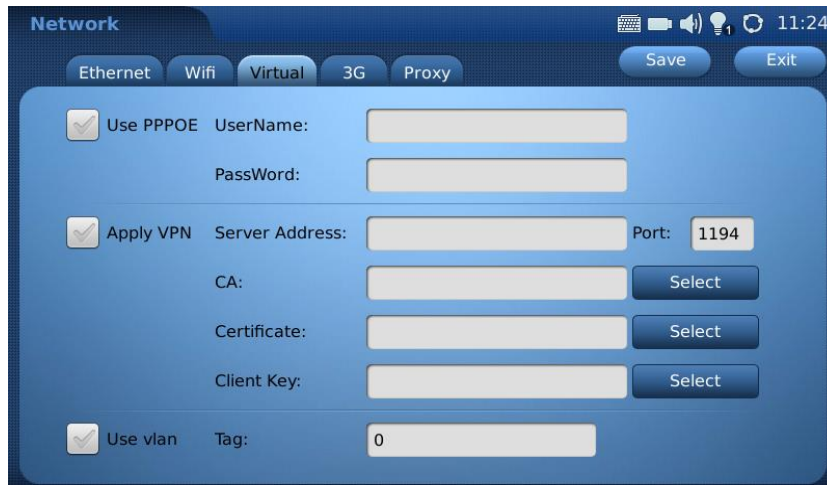 Network 1 11:24
Save Exit
Ethernet Wifi Virtual 3G Proxy
Use PPPOE UserName:
PassWord:
Apply VPN Server Address: Port: 1194
CA: Select
Certificate: Select
Client Key: Select
Use vlan Tag: 0